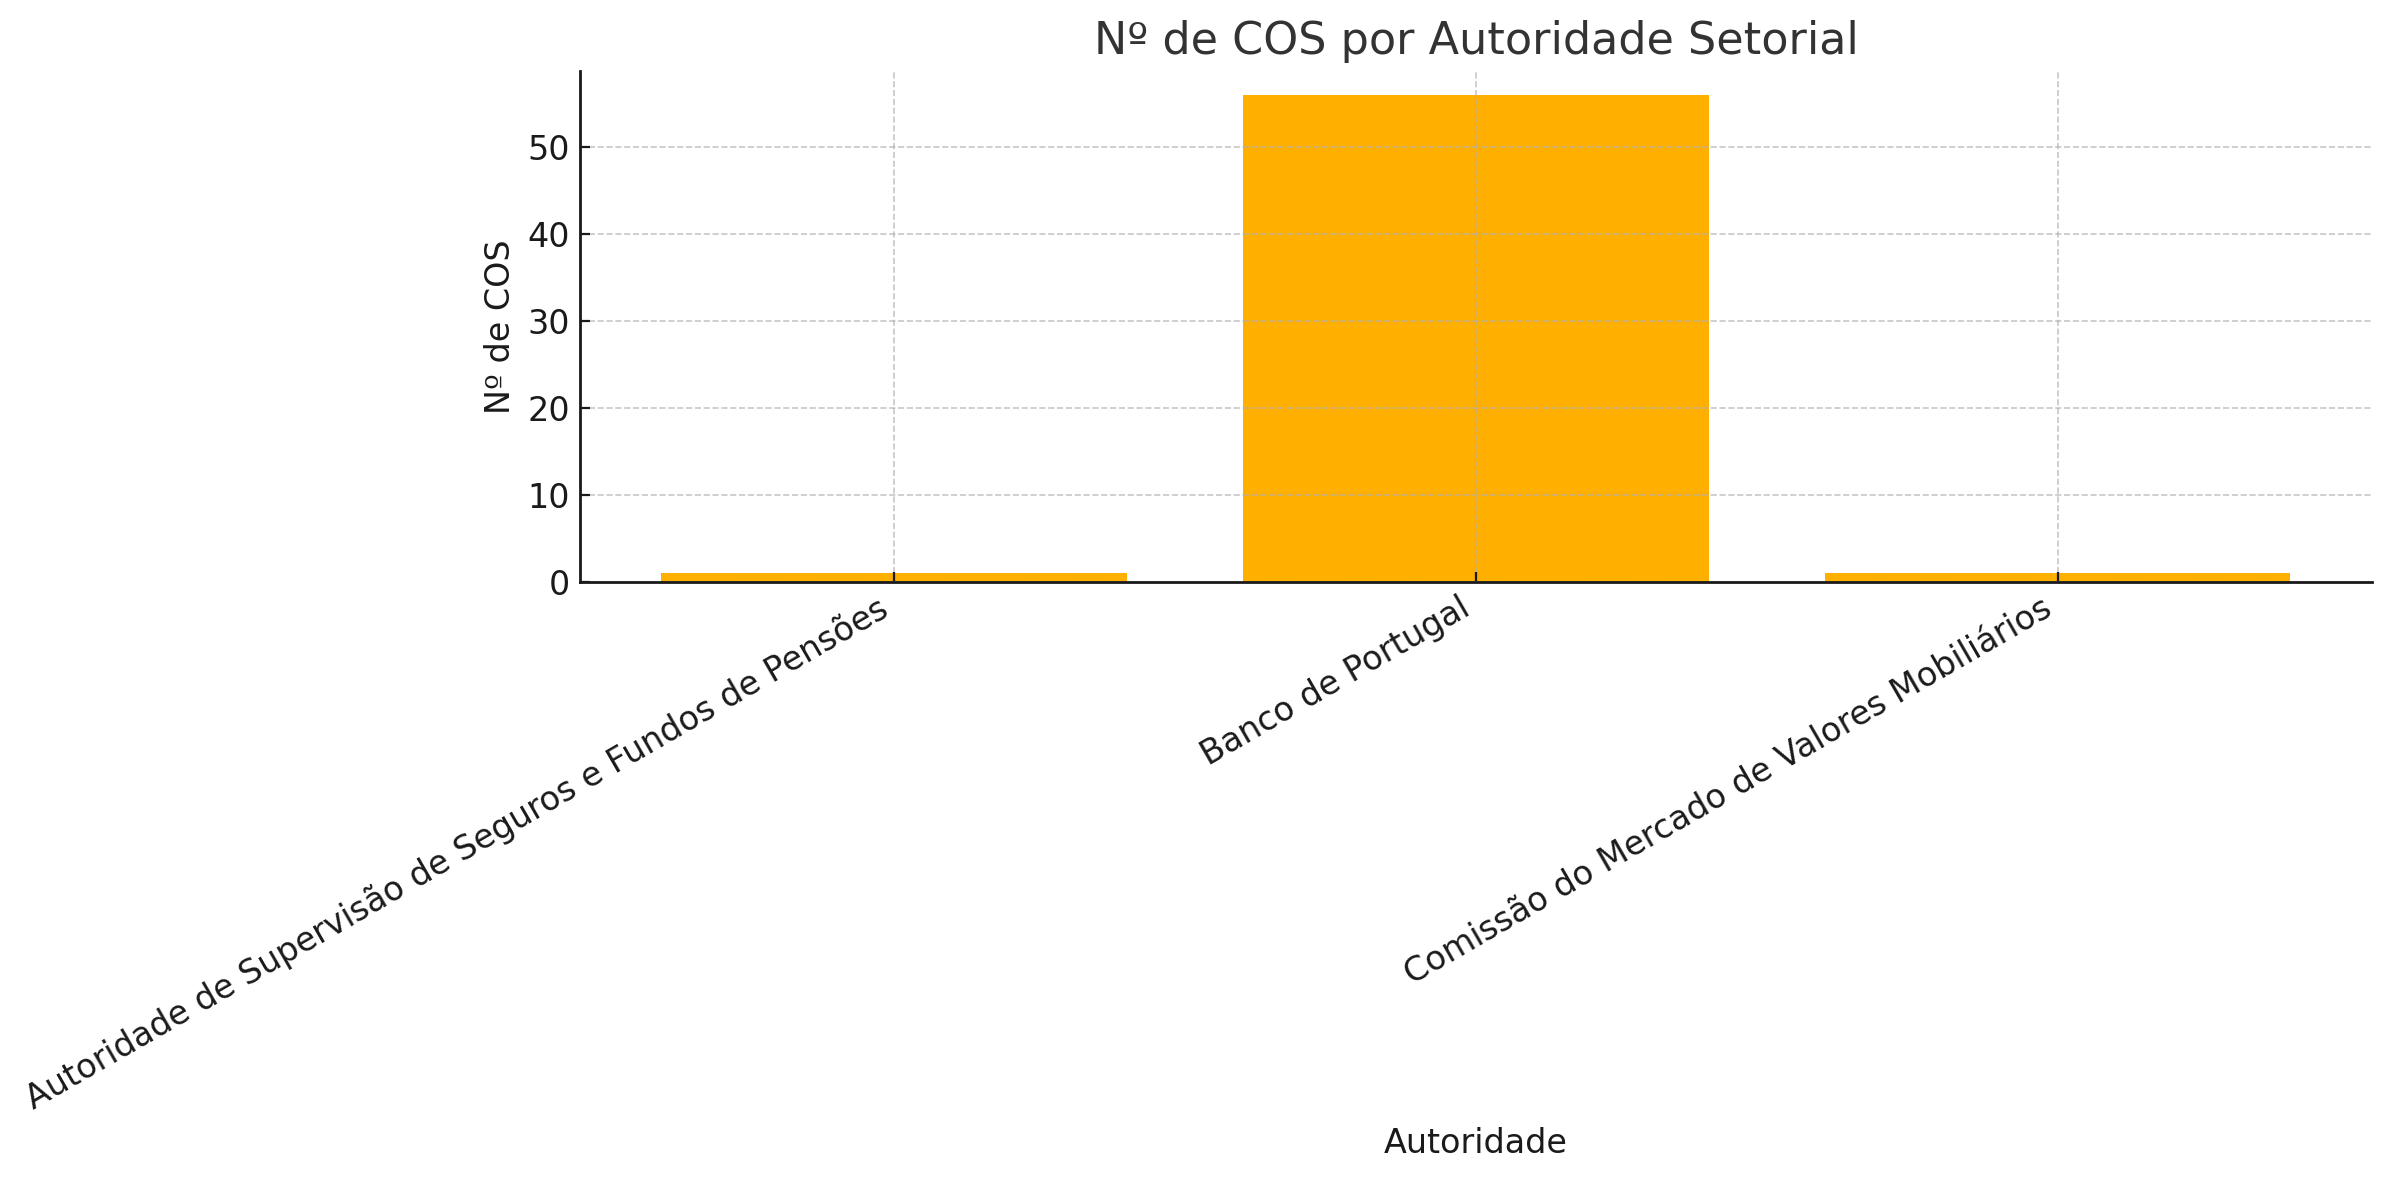 Nº de COS por Autoridade Setorial
Nº de COS
50
40
30
20
10
0
Autoridade de Supervisão de Seguros e Fundos de Pensões
Banco de Portugal
Comissão do Mercado de Valores Mobiliários
Autoridade